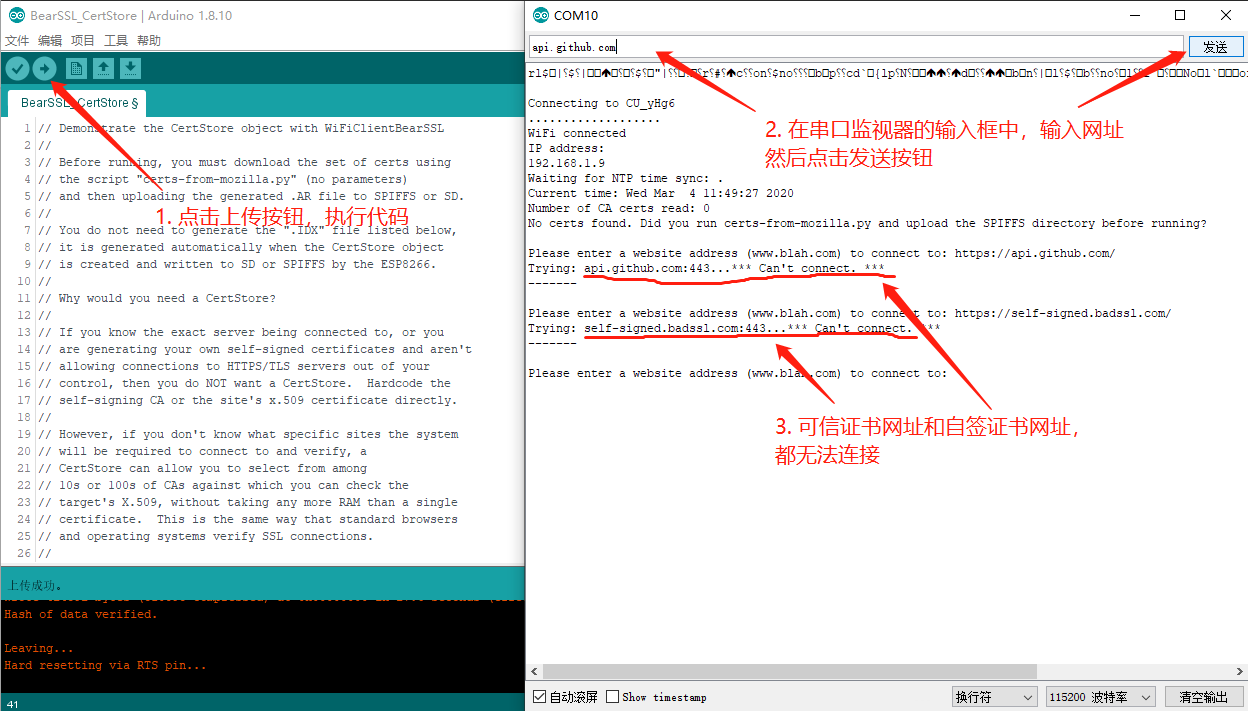 BearSSL_CertStore | Arduino 1.8.10
文件 编辑 项目 工具 帮助
BearSSL_CertStore §
1 // Demonstrate the CertStore object with WiFiClientBearSSL
2 //
3 // Before running, you must download the set of certs using
4 // the script "certs-from-mozilla.py" (no parameters)
5 // and then uploading the generated .AR file to SPIFFS or SD.
6 //
7 // You do not need to generate the ".IDX" file listed below,
8 // it is generated automatically when the CertStore object
9 // is created and written to SD or SPIFFS by the ESP8266.
10 //
11 // Why would you need a CertStore?
12 //
13 // If you know the exact server being connected to, or you
14 // are generating your own self-signed certificates and aren't
15 // allowing connections to HTTPS/TLS servers out of your
16 // control, then you do NOT want a CertStore.  Hardcode the
17 // self-signing CA or the site's x.509 certificate directly.
18 //
19 // However, if you don't know what specific sites the system
20 // will be required to connect to and verify, a
21 // CertStore can allow you to select from among
22 // 10s or 100s of CAs against which you can check the
23 // target's X.509, without taking any more RAM than a single
24 // certificate.  This is the same way that standard browsers
25 // and operating systems verify SSL connections.
26 //
1. 点击上传按钮，执行代码
上传成功。
Hash of data verified.
Leaving...
Hard resetting via RTS pin...
41
COM10
api.github.com
发送
Connecting to CU_yHg6
..................
WiFi connected
IP address:
192.168.1.9
Waiting for NTP time sync: .
Current time: Wed Mar  4 11:49:27 2020
Number of CA certs read: 0
No certs found. Did you run certs-from-mozilla.py and upload the SPIFFS directory before running?
Please enter a website address (www.blah.com) to connect to: https://api.github.com/
Trying: api.github.com:443...*** Can't connect. ***
-------
Please enter a website address (www.blah.com) to connect to: https://self-signed.badssl.com/
Trying: self-signed.badssl.com:443...*** Can't connect. ***
-------
Please enter a website address (www.blah.com) to connect to:
2. 在串口监视器的输入框中，输入网址
然后点击发送按钮
3. 可信证书网址和自签证书网址，
都无法连接
自动滚屏 Show timestamp
换行符
115200 波特率
清空输出